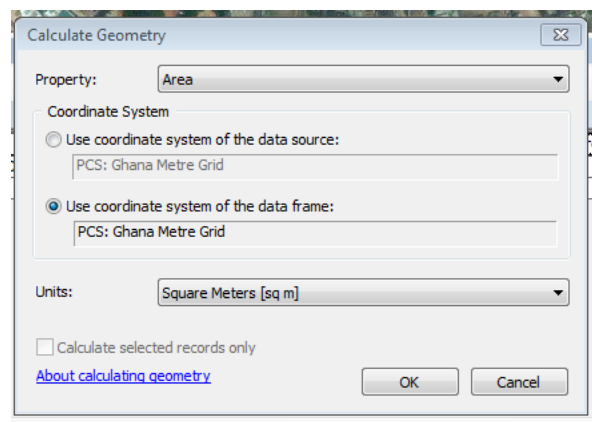 Calculate Geometry
Property: Area
Coordinate System
Use coordinate system of the data source:
PCS: Ghana Metre Grid
Use coordinate system of the data frame:
PCS: Ghana Metre Grid
Units: Square Meters [sq m]
Calculate selected records only
About calculating geometry OK Cancel